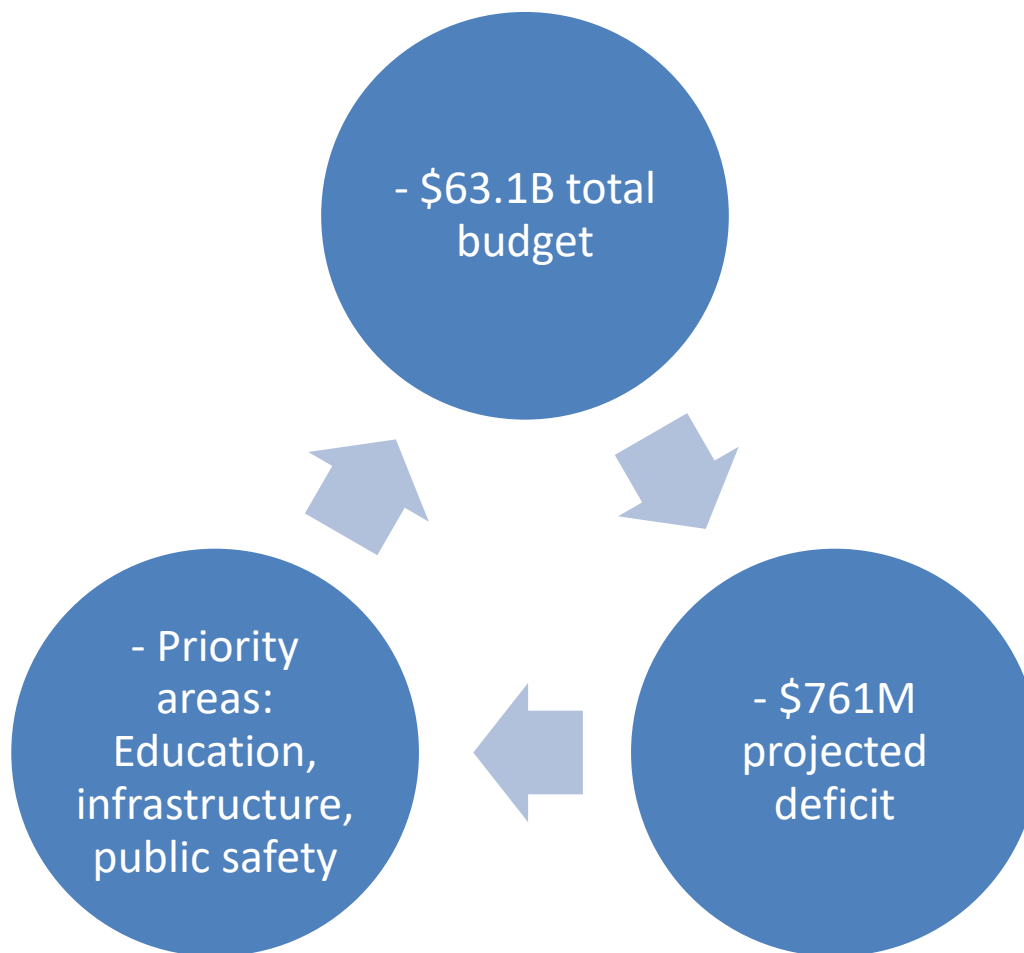 - $63.1B total
budget
- $761M
projected
deficit
- Priority
areas:
Education,
infrastructure,
public safety